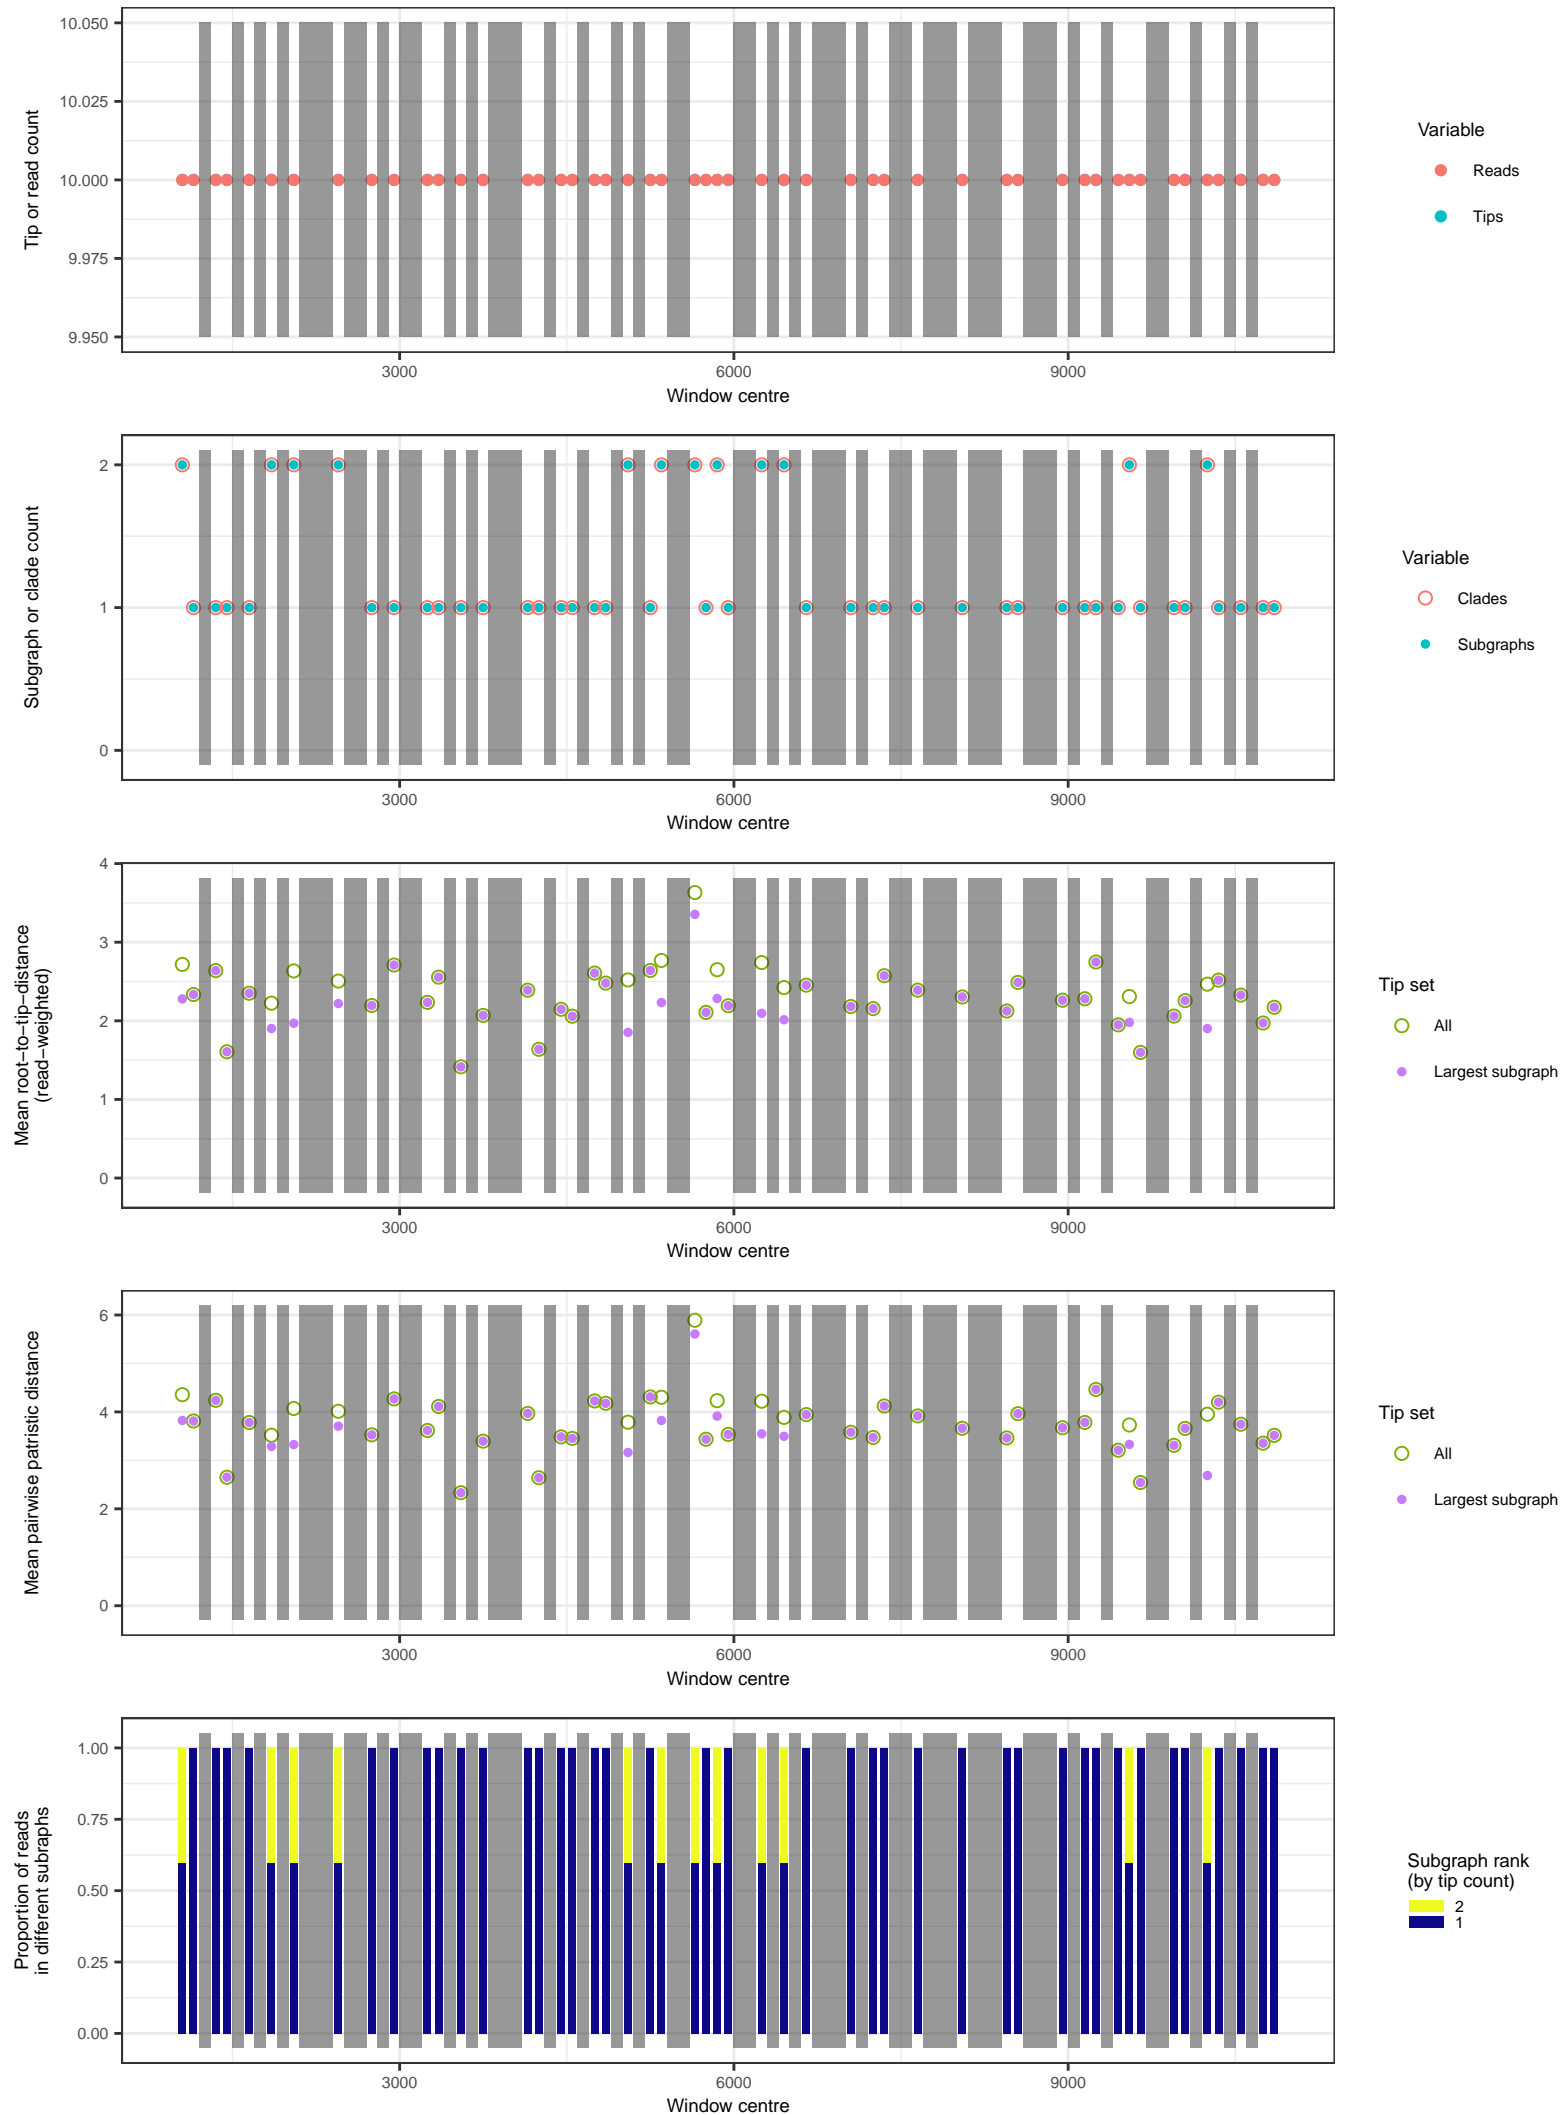 10.050
10.025
10.000
9.975
9.950
Tip or read count
3000
6000
9000
Window centre
Variable
Reads
Tips
2
1
0
Subgraph or clade count
3000
6000
9000
Window centre
Variable
Clades
Subgraphs
4
3
2
1
0
Mean root−to−tip−distance
(read−weighted)
3000
6000
9000
Window centre
Tip set
All
Largest subgraph
6
4
2
0
Mean pairwise patristic distance
3000
6000
9000
Window centre
Tip set
All
Largest subgraph
1.00
0.75
0.50
0.25
0.00
Proportion of reads
in different subraphs
3000
6000
9000
Window centre
Subgraph rank
(by tip count)
2
1